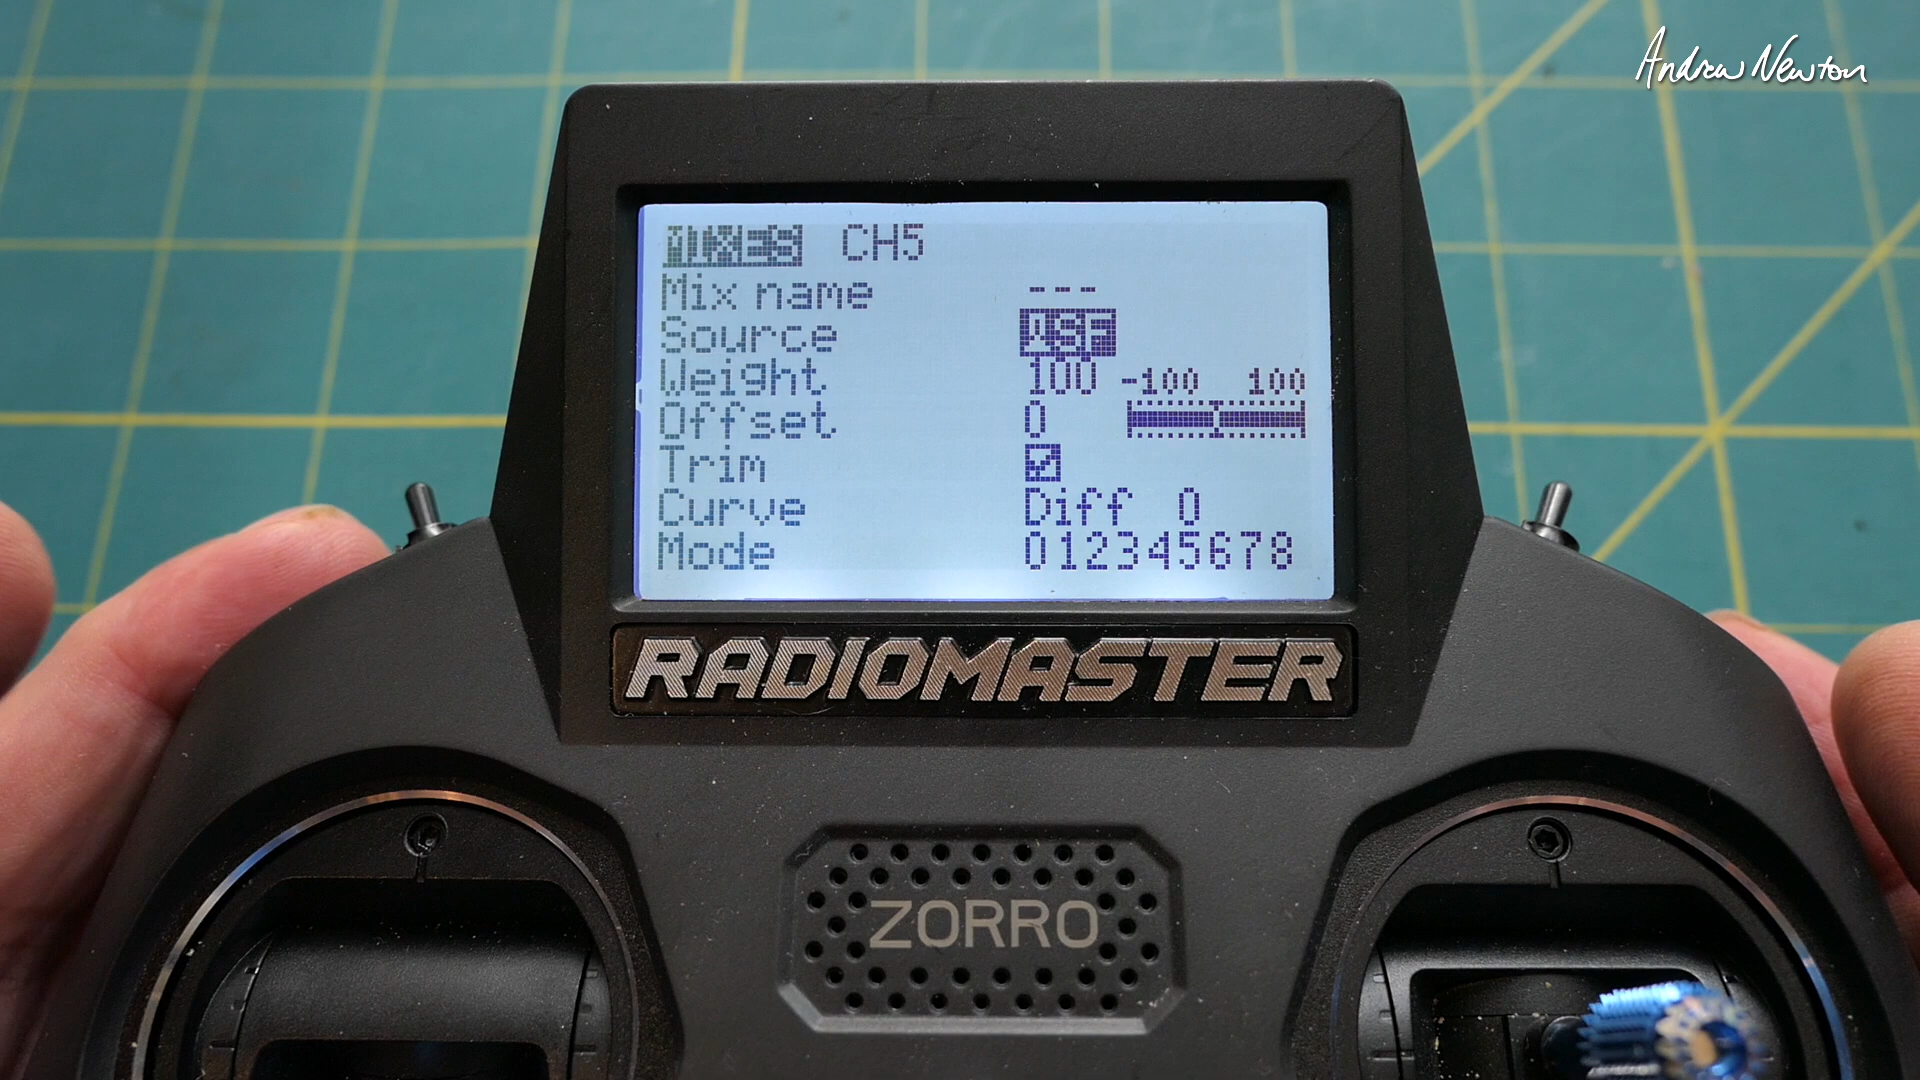 Andrew Newton
MIXES CH5
Mix name ---
Source ASF
Weight 100 -100 100
Offset 0
Trim
Curve Diff 0
Mode 012345678
RADIOMASTER
ZORRO